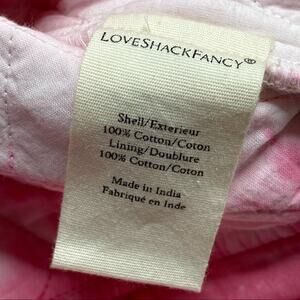 LOVESHACKFANCY®
Shell/Exterieur
100% Cotton/Coton
Lining/Doublure
100% Cotton/Coton
Made in India
Fabriqué en Inde